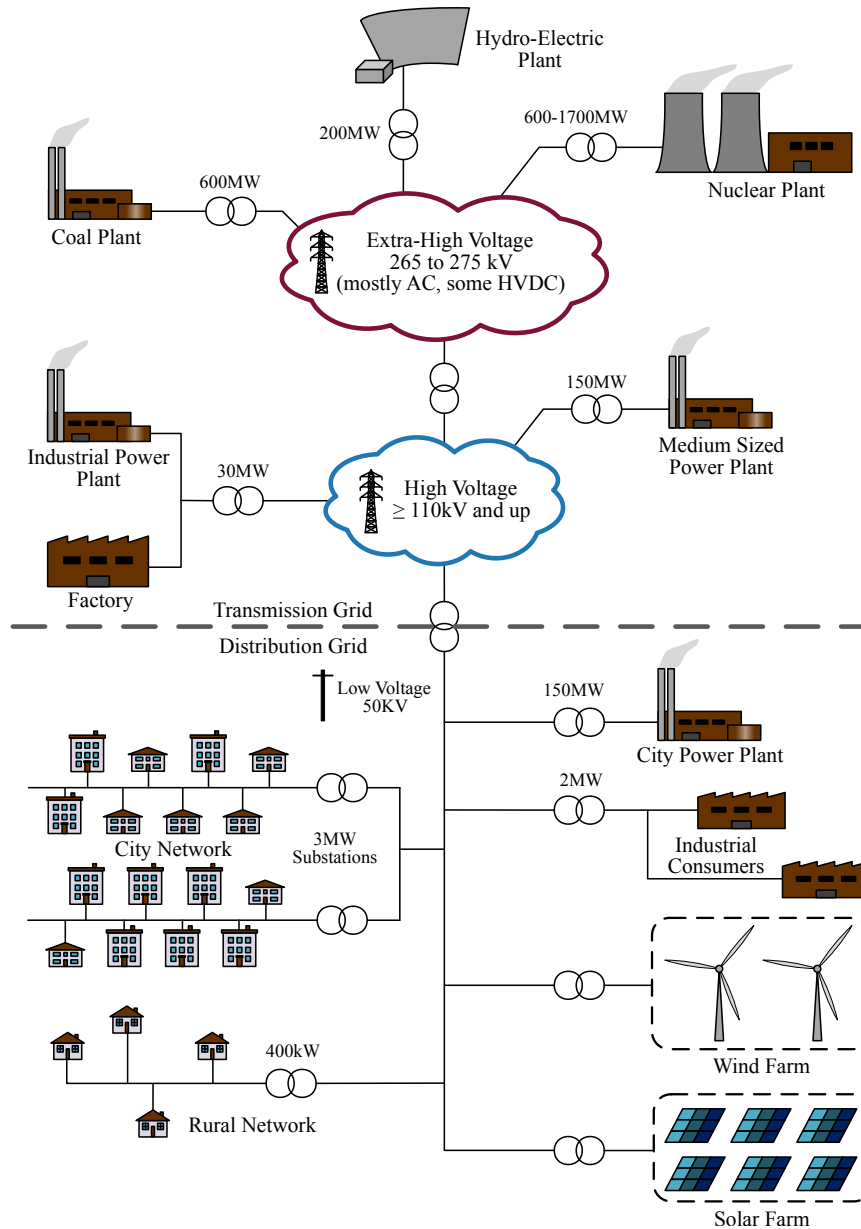 Hydro-Electric
Plant
200MW
600-1700MW
Nuclear Plant
600MW
Coal Plant
Extra-High Voltage
265 to 275 kV
(mostly AC, some HVDC)
150MW
Medium Sized
Power Plant
Industrial Power
Plant
30MW
High Voltage
≥ 110kV and up
Factory
Transmission Grid
Distribution Grid
Low Voltage
50KV
150MW
City Power Plant
2MW
Industrial
Consumers
City Network
3MW
Substations
Wind Farm
400kW
Rural Network
Solar Farm